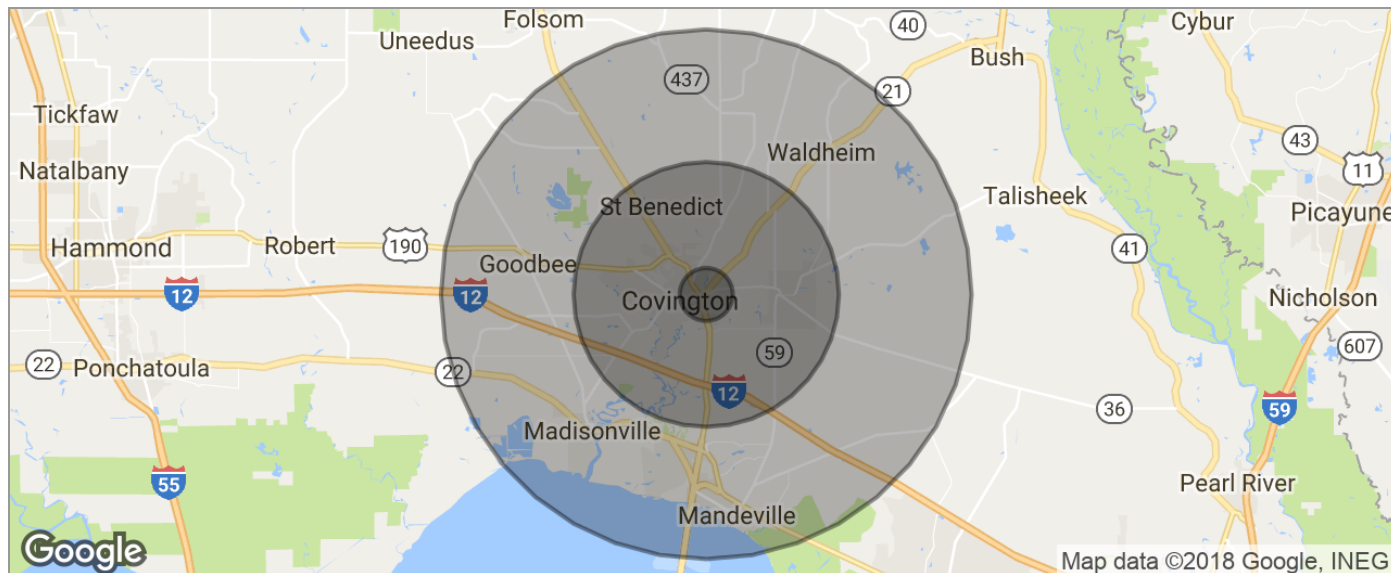 Folsom
40
Cybur
Uneedus
Bush
437
21
Tickfaw
43
Waldheim
11
Natalbany
Talisheek
St Benedict
Picayune
Hammond
Robert
190
41
Goodbee
12
12
Covington
Nicholson
59
607
22
Ponchatoula
22
12
36
59
Madisonville
55
Pearl River
Mandeville
Google
Map data ©2018 Google, INEG